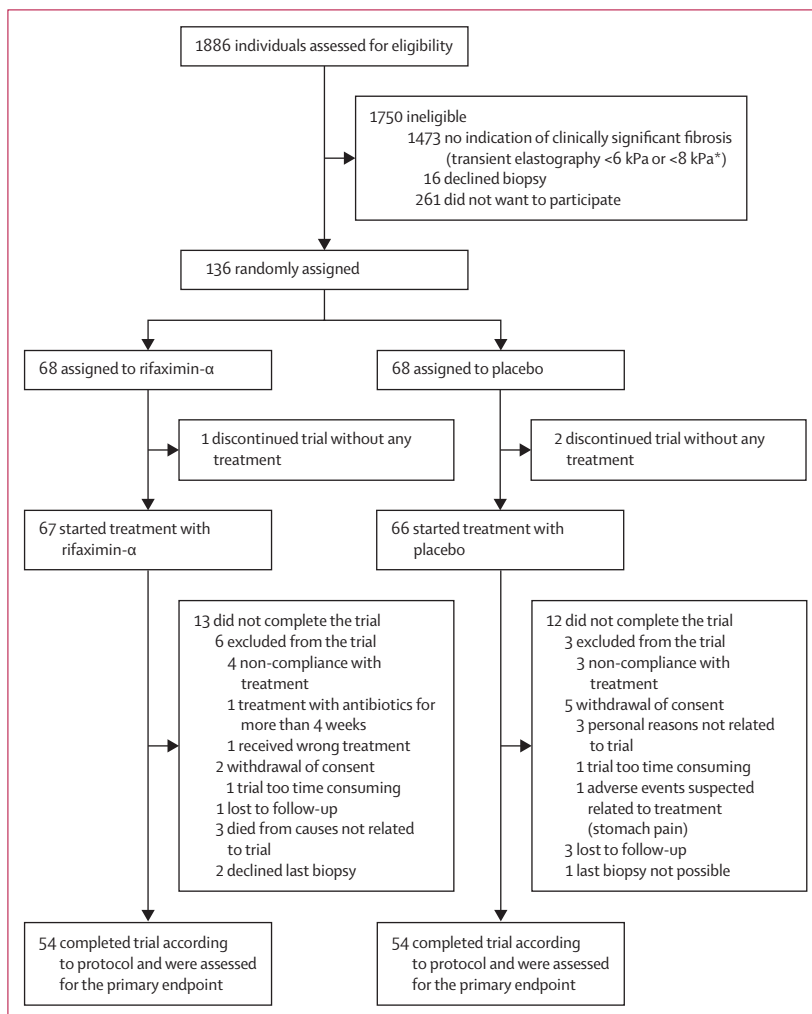 1886 individuals assessed for eligibility
1750 ineligible
1473 no indication of clinically significant fibrosis
(transient elastography <6 kPa or <8 kPa*)
16 declined biopsy
261 did not want to participate
136 randomly assigned
68 assigned to rifaximin-α
68 assigned to placebo
1 discontinued trial without any
treatment
2 discontinued trial without any
treatment
67 started treatment with
rifaximin-α
66 started treatment with
placebo
13 did not complete the trial
6 excluded from the trial
4 non-compliance with
treatment
1 treatment with antibiotics for
more than 4 weeks
1 received wrong treatment
2 withdrawal of consent
1 trial too time consuming
1 lost to follow-up
3 died from causes not related
to trial
2 declined last biopsy
12 did not complete the trial
3 excluded from the trial
3 non-compliance with
treatment
5 withdrawal of consent
3 personal reasons not related
to trial
1 trial too time consuming
1 adverse events suspected
related to treatment
(stomach pain)
3 lost to follow-up
1 last biopsy not possible
54 completed trial according
to protocol and were assessed
for the primary endpoint
54 completed trial according
to protocol and were assessed
for the primary endpoint